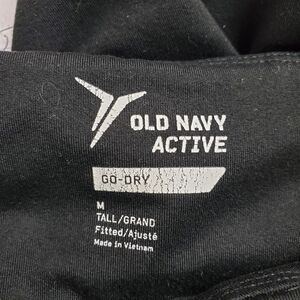 OLD NAVY
ACTIVE
GO-DRY
M
TALL/GRAND
Fitted/Ajusté
Made in Vietnam